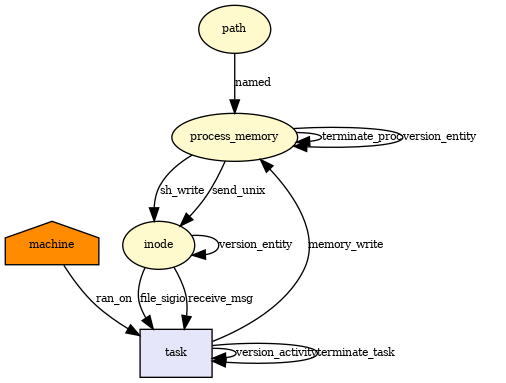 path
named
process_memory
terminate_proc
version_entity
sh_write
send_unix
machine
inode
version_entity
memory_write
ran_on
file_sigio
receive_msg
task
version_activity
terminate_task